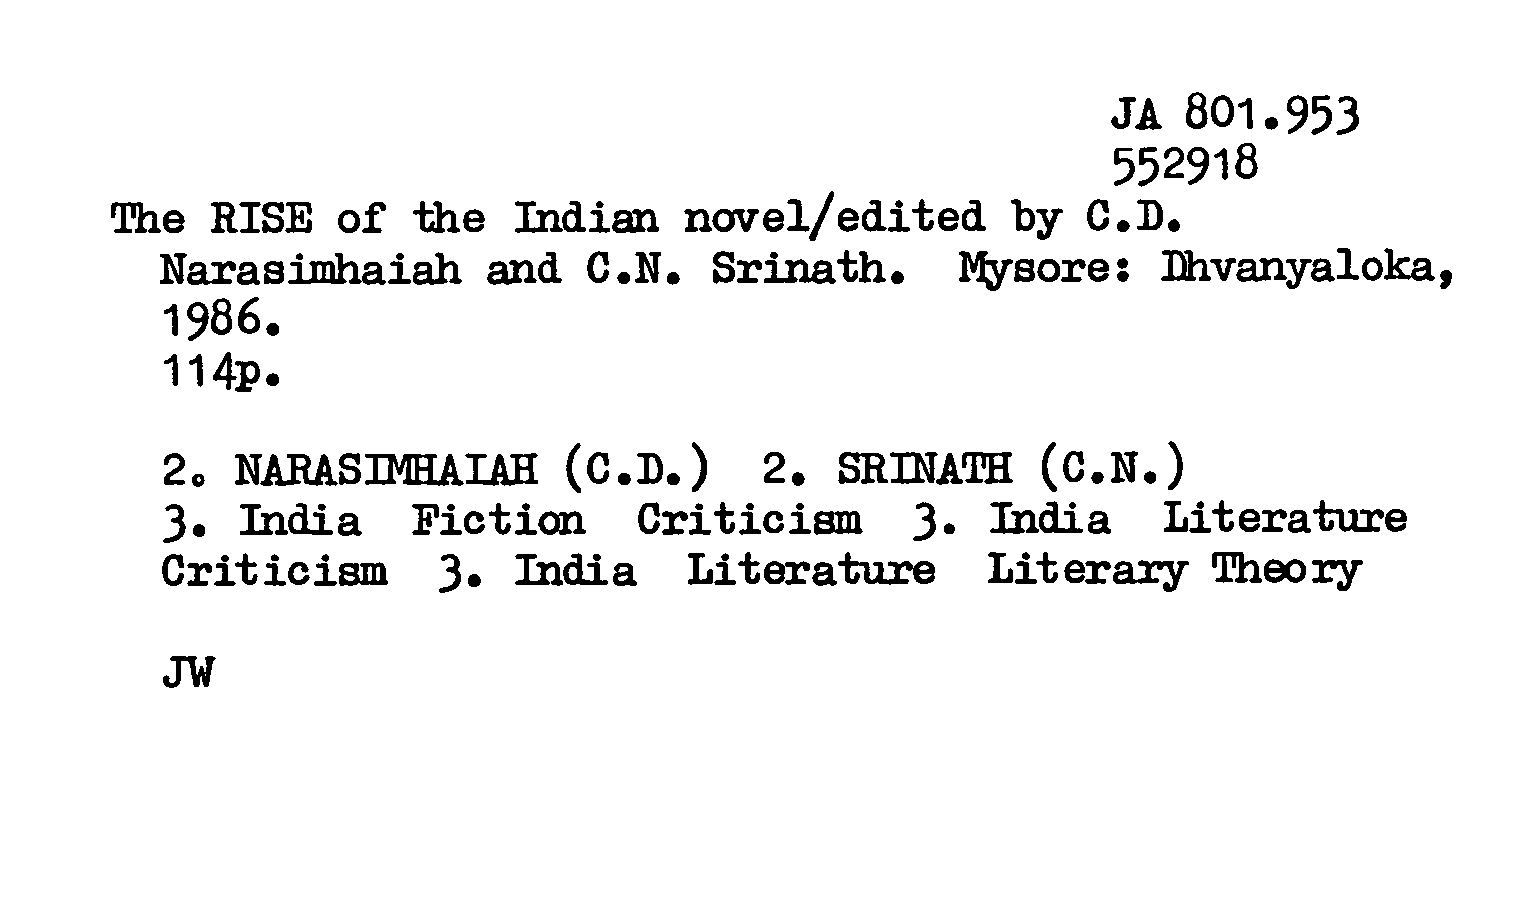 JA 801.953
552918
The RISE of the Indian novel/edited by C.D.
Narasimhaiah and C.N. Srinath. Mysore: Dhvanyaloka,
1986.
114p.
2. NARASIMHAIAH (C.D.) 2. SRINATH (C.N.)
3. India Fiction Criticism 3. India Literature
Criticism 3. India Literature Literary Theory
JW